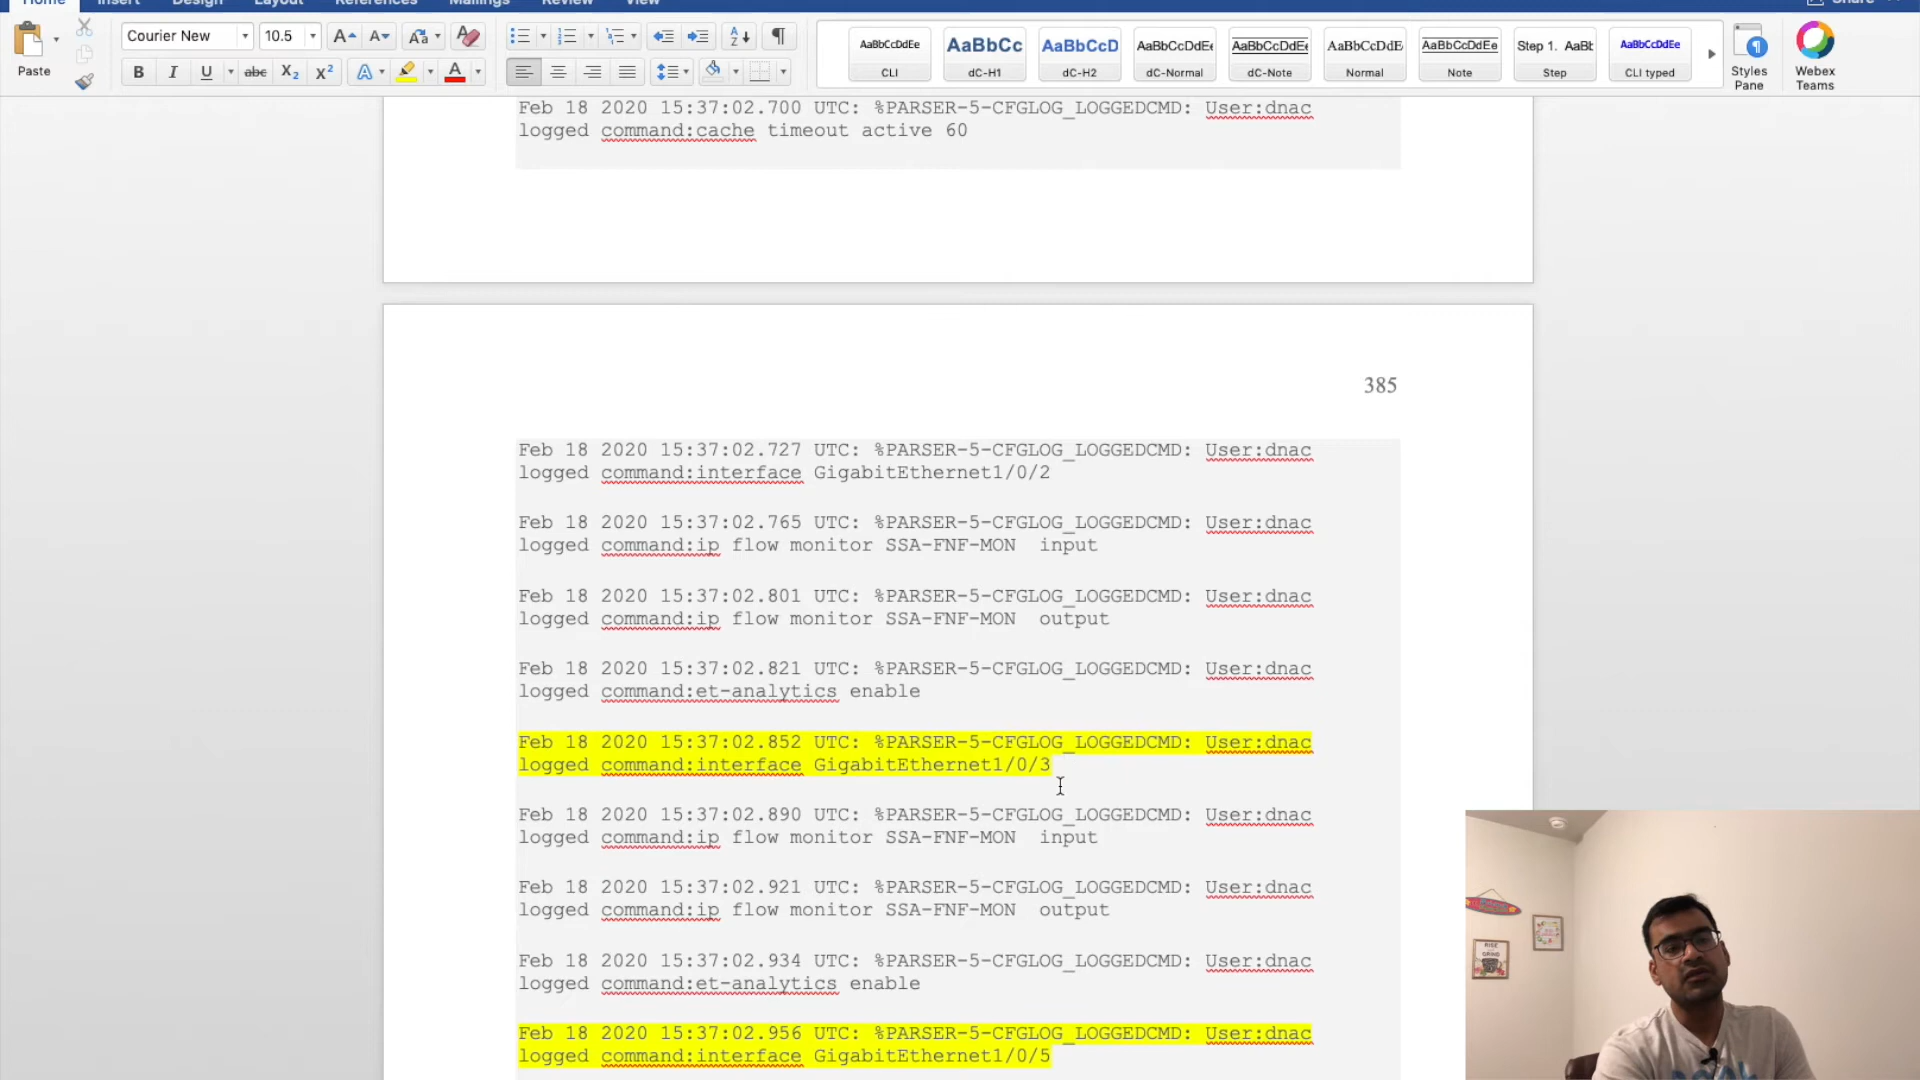 Home Insert Design Layout References Mailings Review View Share
Courier New 10.5
Paste
AaBbCcDdEe AaBbCc AaBbCcD AaBbCcDdEe AaBbCcDdEe AaBbCcDdE AaBbCcDdEe Step 1. AaBb AaBbCcDdEe
CLI dC-H1 dC-H2 dC-Normal dC-Note Normal Note Step CLI typed
Styles Pane
Webex Teams
Feb 18 2020 15:37:02.700 UTC: %PARSER-5-CFGLOG_LOGGEDCMD: User:dnac
logged command:cache timeout active 60
385
Feb 18 2020 15:37:02.727 UTC: %PARSER-5-CFGLOG_LOGGEDCMD: User:dnac
logged command:interface GigabitEthernet1/0/2
Feb 18 2020 15:37:02.765 UTC: %PARSER-5-CFGLOG_LOGGEDCMD: User:dnac
logged command:ip flow monitor SSA-FNF-MON  input
Feb 18 2020 15:37:02.801 UTC: %PARSER-5-CFGLOG_LOGGEDCMD: User:dnac
logged command:ip flow monitor SSA-FNF-MON  output
Feb 18 2020 15:37:02.821 UTC: %PARSER-5-CFGLOG_LOGGEDCMD: User:dnac
logged command:et-analytics enable
Feb 18 2020 15:37:02.852 UTC: %PARSER-5-CFGLOG_LOGGEDCMD: User:dnac
logged command:interface GigabitEthernet1/0/3
Feb 18 2020 15:37:02.890 UTC: %PARSER-5-CFGLOG_LOGGEDCMD: User:dnac
logged command:ip flow monitor SSA-FNF-MON  input
Feb 18 2020 15:37:02.921 UTC: %PARSER-5-CFGLOG_LOGGEDCMD: User:dnac
logged command:ip flow monitor SSA-FNF-MON  output
Feb 18 2020 15:37:02.934 UTC: %PARSER-5-CFGLOG_LOGGEDCMD: User:dnac
logged command:et-analytics enable
Feb 18 2020 15:37:02.956 UTC: %PARSER-5-CFGLOG_LOGGEDCMD: User:dnac
logged command:interface GigabitEthernet1/0/5